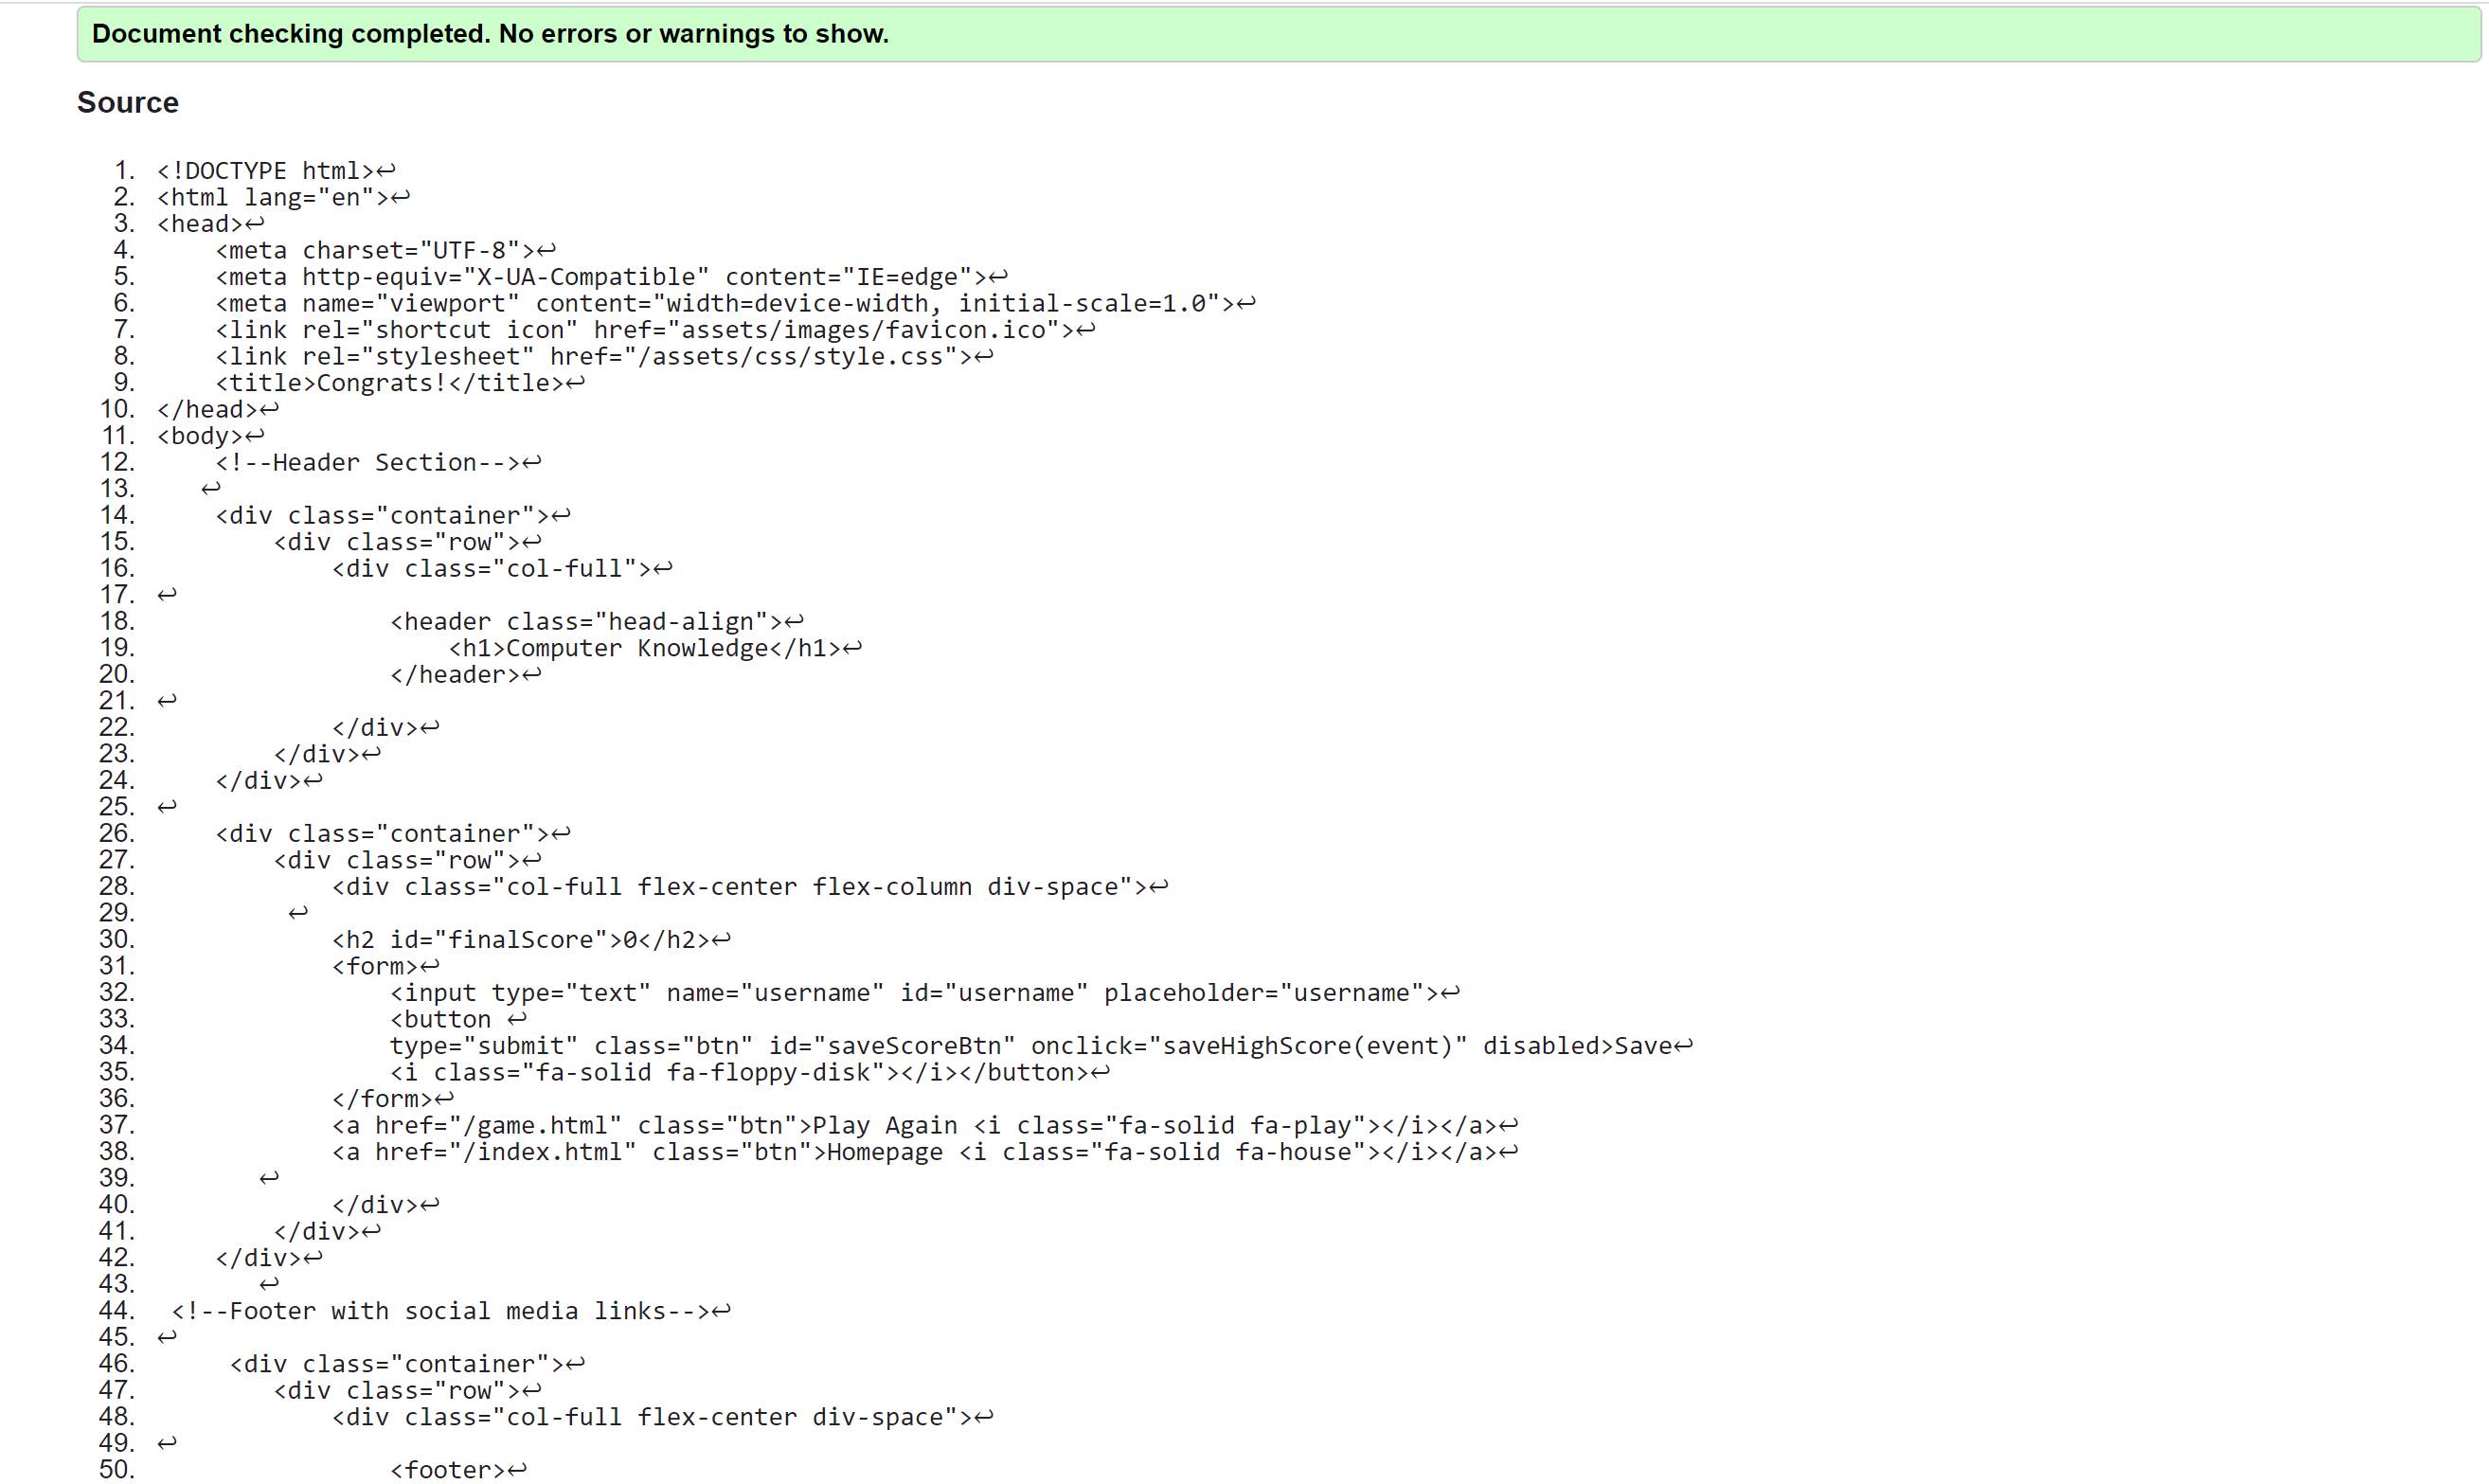 Document checking completed. No errors or warnings to show.
Source
1. <!DOCTYPE html>↩
2. <html lang="en">↩
3. <head>↩
4.     <meta charset="UTF-8">↩
5.     <meta http-equiv="X-UA-Compatible" content="IE=edge">↩
6.     <meta name="viewport" content="width=device-width, initial-scale=1.0">↩
7.     <link rel="shortcut icon" href="assets/images/favicon.ico">↩
8.     <link rel="stylesheet" href="/assets/css/style.css">↩
9.     <title>Congrats!</title>↩
10. </head>↩
11. <body>↩
12.     <!--Header Section-->↩
13.    ↩
14.     <div class="container">↩
15.         <div class="row">↩
16.             <div class="col-full">↩
17. ↩
18.                 <header class="head-align">↩
19.                     <h1>Computer Knowledge</h1>↩
20.                 </header>↩
21. ↩
22.             </div>↩
23.         </div>↩
24.     </div>↩
25. ↩
26.     <div class="container">↩
27.         <div class="row">↩
28.             <div class="col-full flex-center flex-column div-space">↩
29.          ↩
30.             <h2 id="finalScore">0</h2>↩
31.             <form>↩
32.                 <input type="text" name="username" id="username" placeholder="username">↩
33.                 <button ↩
34.                 type="submit" class="btn" id="saveScoreBtn" onclick="saveHighScore(event)" disabled>Save↩
35.                 <i class="fa-solid fa-floppy-disk"></i></button>↩
36.             </form>↩
37.             <a href="/game.html" class="btn">Play Again <i class="fa-solid fa-play"></i></a>↩
38.             <a href="/index.html" class="btn">Homepage <i class="fa-solid fa-house"></i></a>↩
39.        ↩
40.             </div>↩
41.         </div>↩
42.     </div>↩
43.        ↩
44.  <!--Footer with social media links-->↩
45. ↩
46.      <div class="container">↩
47.         <div class="row">↩
48.             <div class="col-full flex-center div-space">↩
49. ↩
50.                 <footer>↩